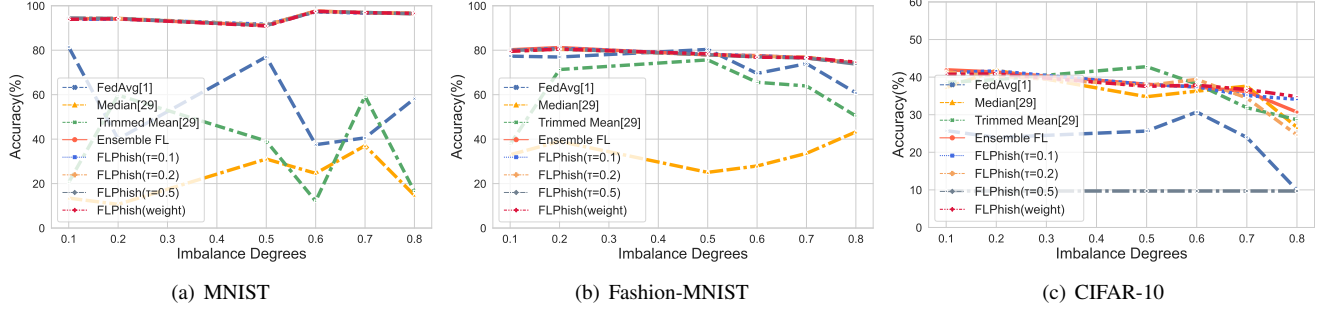 100
80
60
40
20
0
Accuracy(%)
FedAvg[1]
Median[29]
Trimmed Mean[29]
Ensemble FL
FLPhish(τ=0.1)
FLPhish(τ=0.2)
FLPhish(τ=0.5)
FLPhish(weight)
0.1 0.2 0.3 0.4 0.5 0.6 0.7 0.8
Imbalance Degrees
(a) MNIST
100
80
60
40
20
0
Accuracy(%)
FedAvg[1]
Median[29]
Trimmed Mean[29]
Ensemble FL
FLPhish(τ=0.1)
FLPhish(τ=0.2)
FLPhish(τ=0.5)
FLPhish(weight)
0.1 0.2 0.3 0.4 0.5 0.6 0.7 0.8
Imbalance Degrees
(b) Fashion-MNIST
60
50
40
30
20
10
0
Accuracy(%)
FedAvg[1]
Median[29]
Trimmed Mean[29]
Ensemble FL
FLPhish(τ=0.1)
FLPhish(τ=0.2)
FLPhish(τ=0.5)
FLPhish(weight)
0.1 0.2 0.3 0.4 0.5 0.6 0.7 0.8
Imbalance Degrees
(c) CIFAR-10